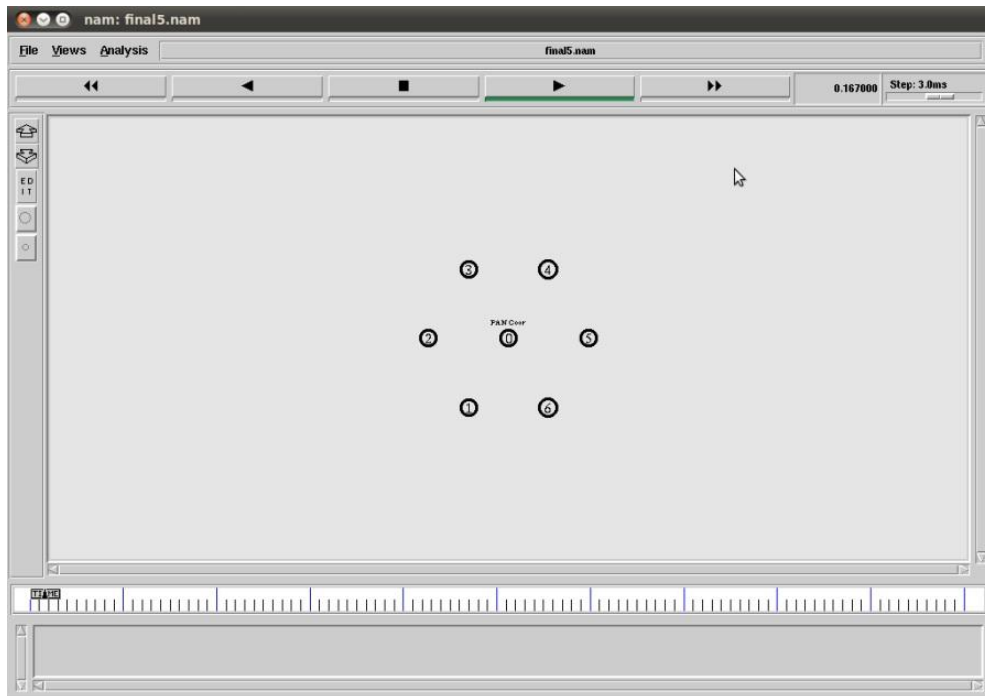 nam: final5.nam
File Views Analysis final5.nam
0.167000 Step: 3.0ms
ED
IT
3 4
PAN Coor
2 0 5
1 6
TIME